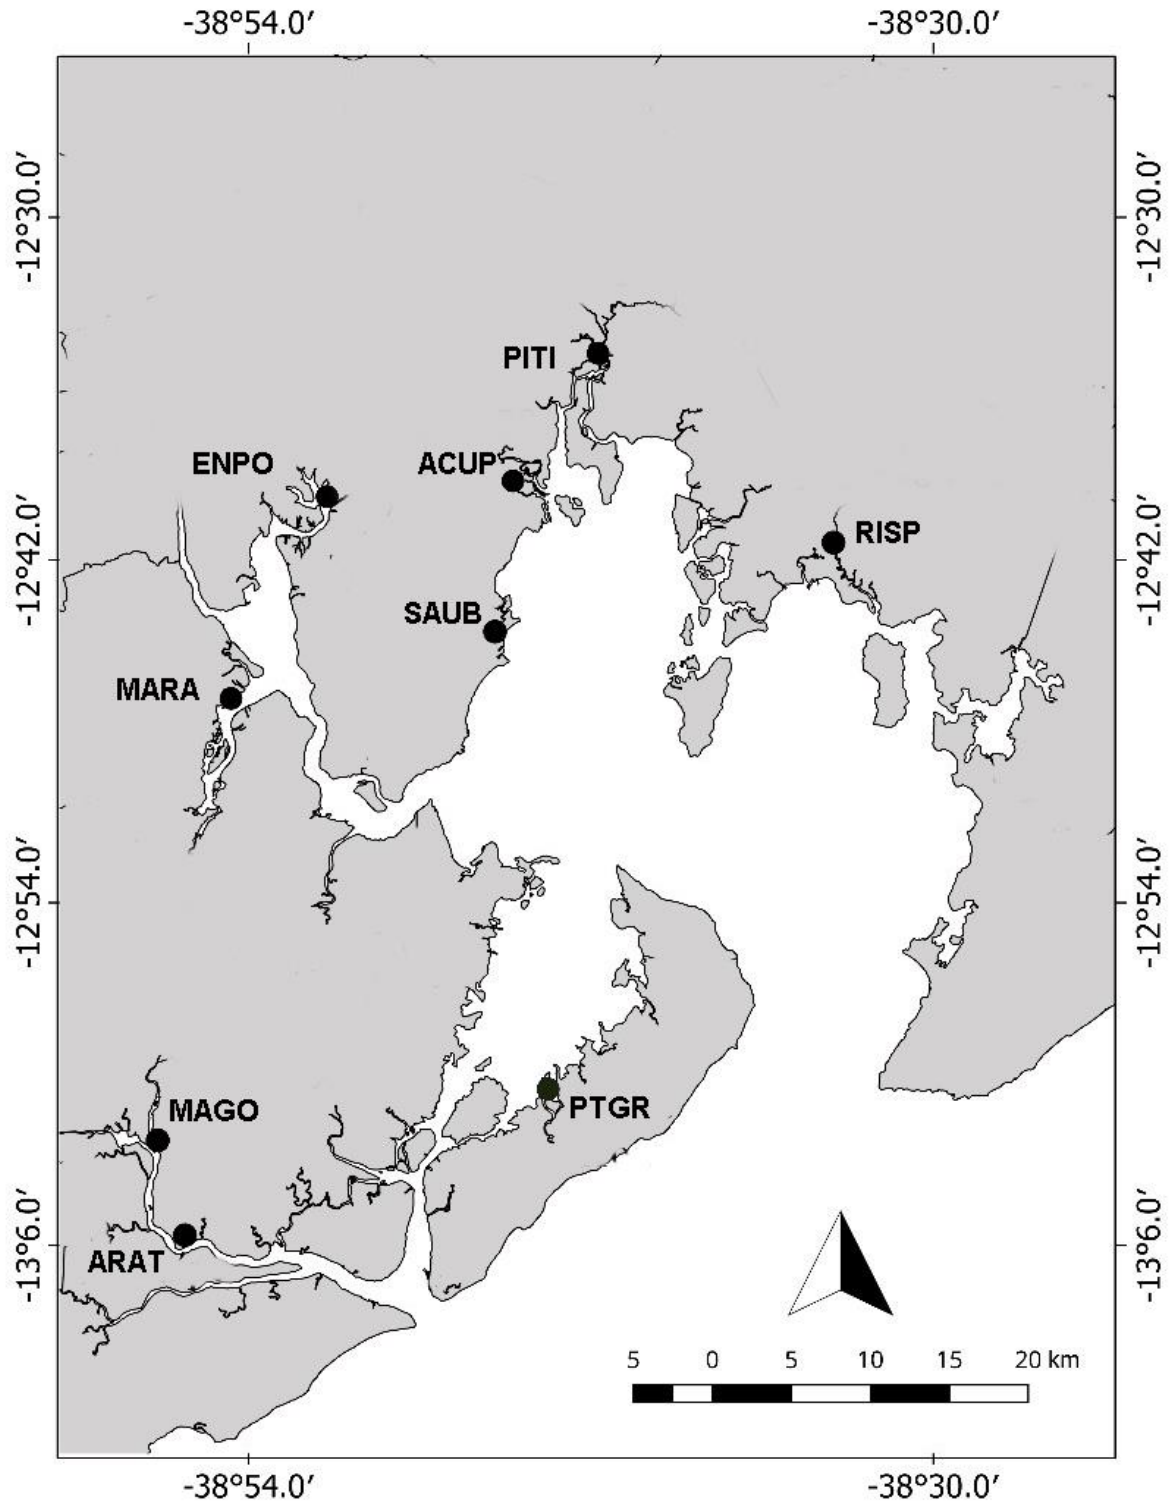 -38°54.0′ -38°30.0′
-12°30.0′ -12°30.0′
PITI
ENPO ACUP
RISP
-12°42.0′ -12°42.0′
SAUB
MARA
-12°54.0′ -12°54.0′
MAGO PTGR
ARAT
-13°6.0′ -13°6.0′
5 0 5 10 15 20 km
-38°54.0′ -38°30.0′